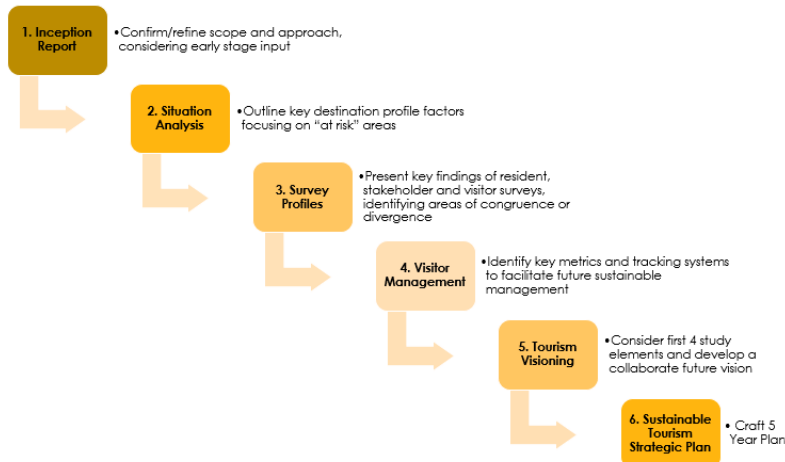 1. Inception
Report
•Confirm/refine scope and approach,
considering early stage input
2. Situation
Analysis
•Outline key destination profile factors
focusing on “at risk” areas
3. Survey
Profiles
•Present key findings of resident,
stakeholder and visitor surveys,
identifying areas of congruence or
divergence
4. Visitor
Management
•Identify key metrics and tracking systems
to facilitate future sustainable
management
5. Tourism
Visioning
•Consider first 4 study
elements and develop a
collaborate future vision
6. Sustainable
Tourism
Strategic Plan
• Craft 5
Year Plan